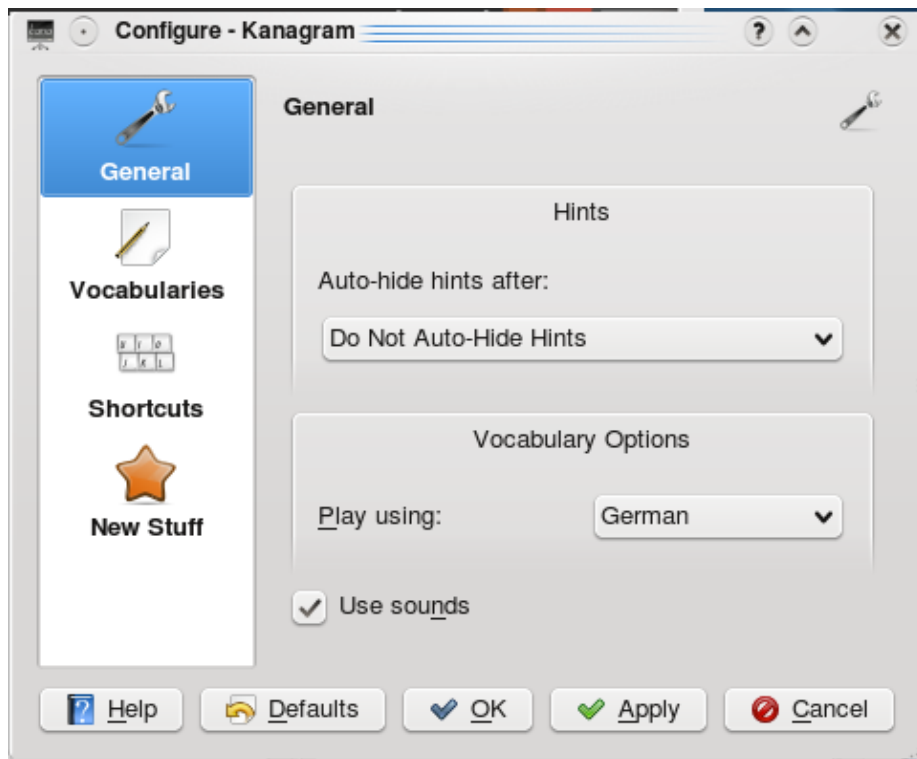 Configure - Kanagram
General
General
Hints
Auto-hide hints after:
Do Not Auto-Hide Hints
Vocabularies
Shortcuts
New Stuff
Vocabulary Options
Play using: German
Use sounds
Help Defaults OK Apply Cancel